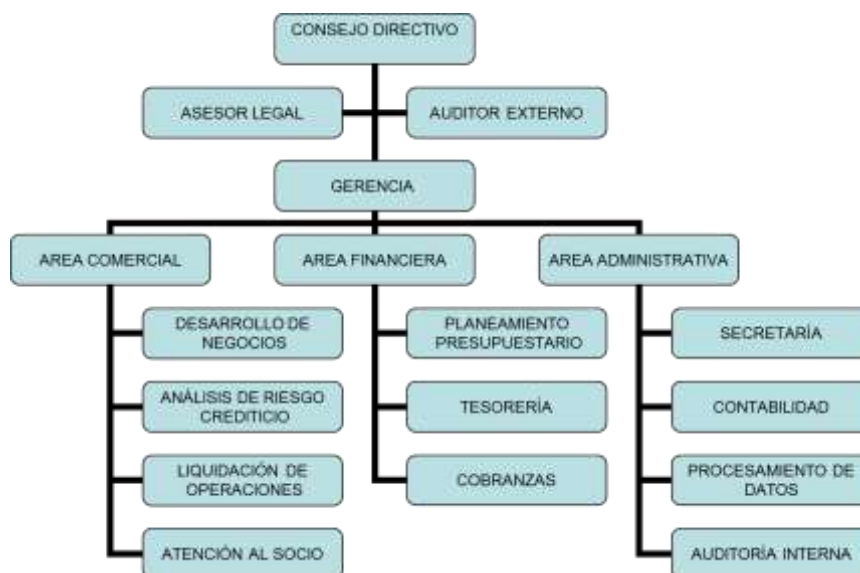 CONSEJO DIRECTIVO
ASESOR LEGAL
AUDITOR EXTERNO
GERENCIA
AREA COMERCIAL
AREA FINANCIERA
AREA ADMINISTRATIVA
DESARROLLO DE
NEGOCIOS
PLANEAMIENTO
PRESUPUESTARIO
SECRETARÍA
ANÁLISIS DE RIESGO
CREDITICIO
TESORERÍA
CONTABILIDAD
LIQUIDACIÓN DE
OPERACIONES
COBRANZAS
PROCESAMIENTO DE
DATOS
ATENCIÓN AL SOCIO
AUDITORÍA INTERNA